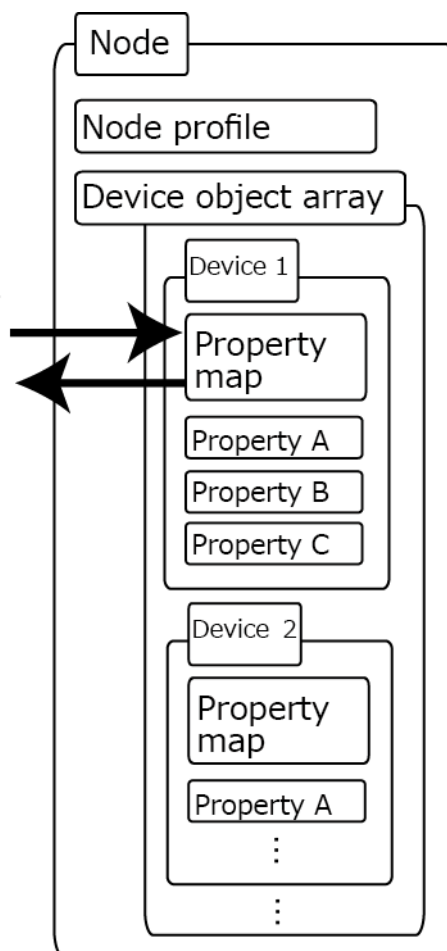 Node
Node profile
Device object array
Device 1
Property
map
Property A
Property B
Property C
Device 2
Property
map
Property A
⋮
⋮